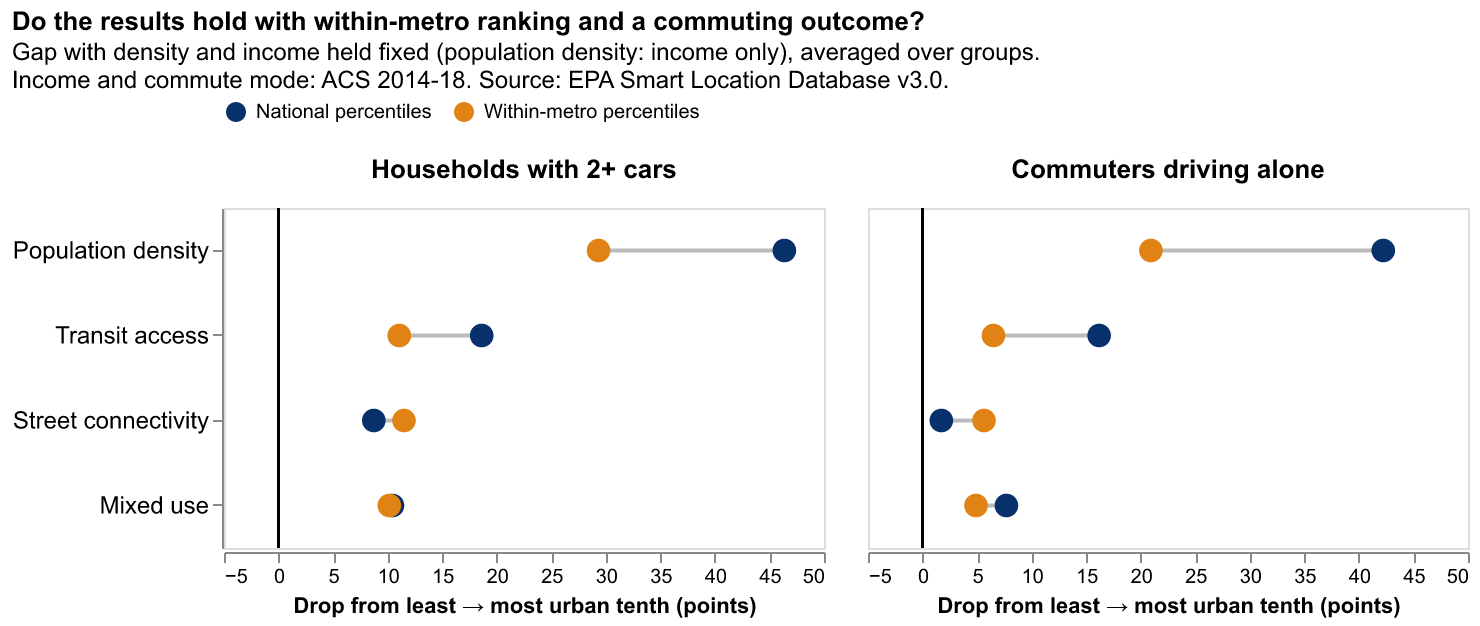 Do the results hold with within-metro ranking and a commuting outcome?
Gap with density and income held fixed (population density: income only), averaged over groups.
Income and commute mode: ACS 2014-18. Source: EPA Smart Location Database v3.0.
National percentiles
Within-metro percentiles
Households with 2+ cars
Commuters driving alone
Population density
Transit access
Street connectivity
Mixed use
−5 0 5 10 15 20 25 30 35 40 45 50
−5 0 5 10 15 20 25 30 35 40 45 50
Drop from least → most urban tenth (points)
Drop from least → most urban tenth (points)